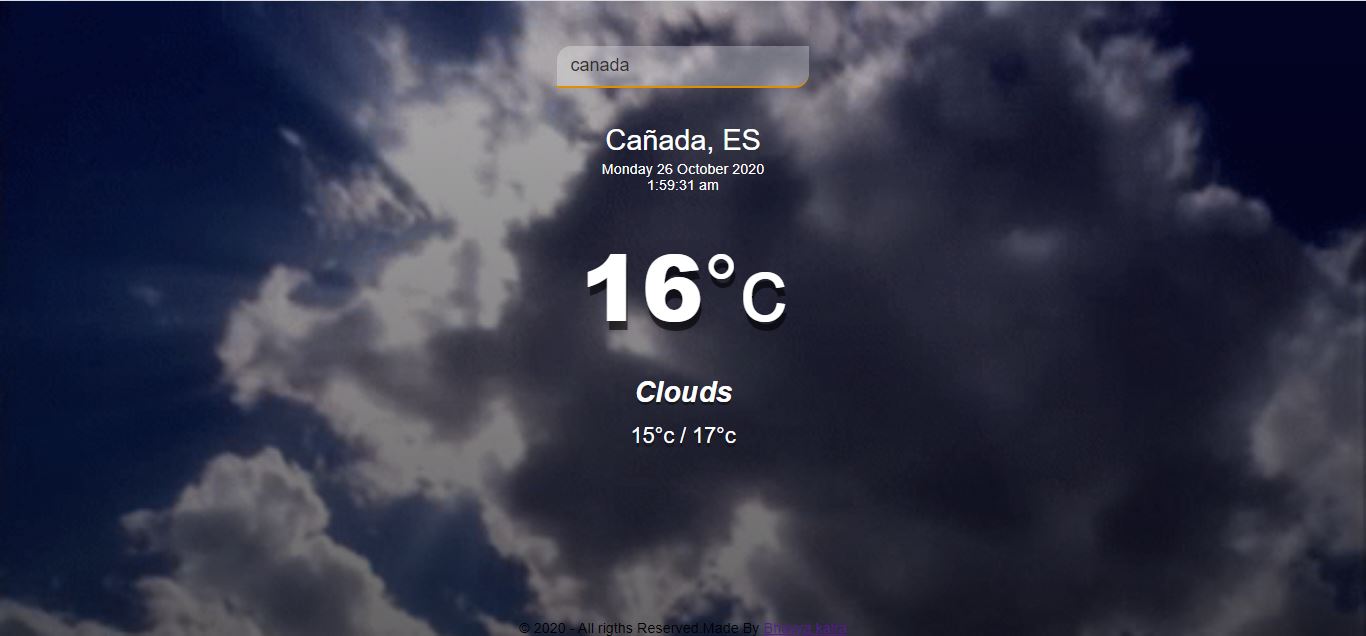 canada
Cañada, ES
Monday 26 October 2020
1:59:31 am
16°c
Clouds
15°c / 17°c
© 2020 - All rigths Reserved.Made By